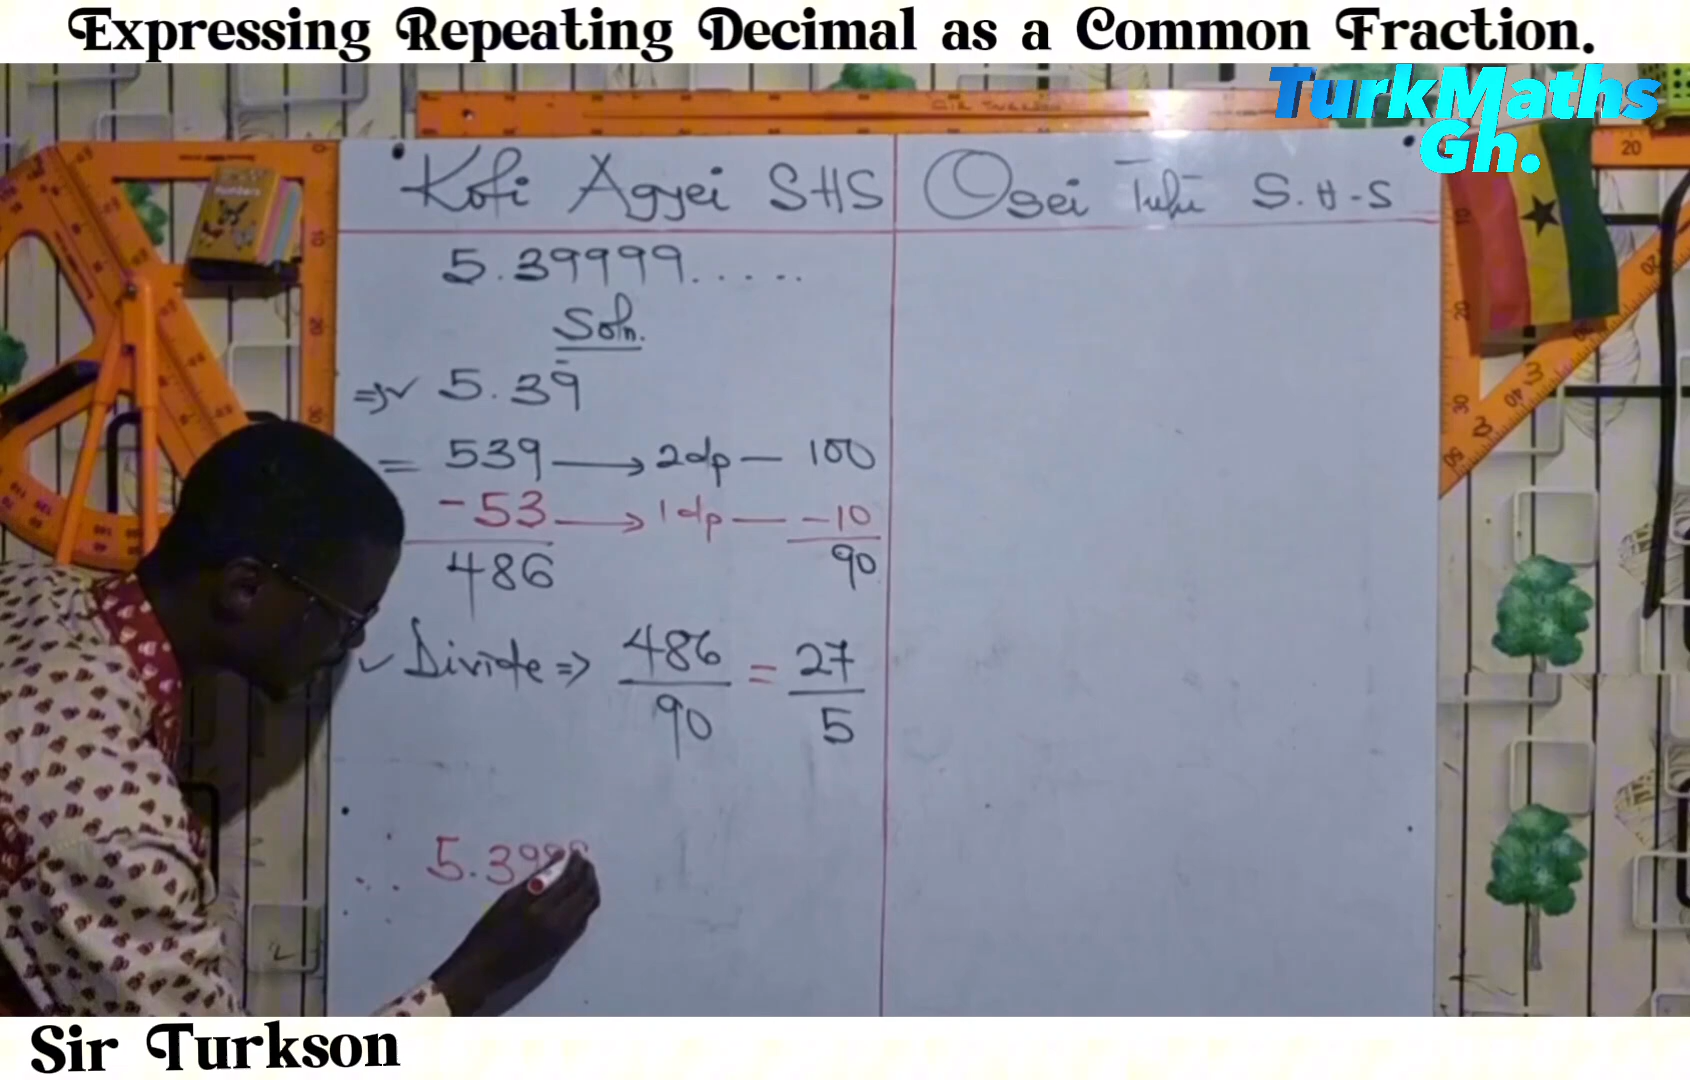 Expressing Repeating Decimal as a Common Fraction.
TurkMaths
Gh.
Kofi Agyei SHS
5.39999.....
Soln.
⇒✓ 5.39̄
= 539 → 2dp — 100
-53 → 1dp — -10
486 90
✓ Divide ⇒ 486/90 = 27/5
∴ 5.399
Osei Tutu S.H.S
Sir Turkson